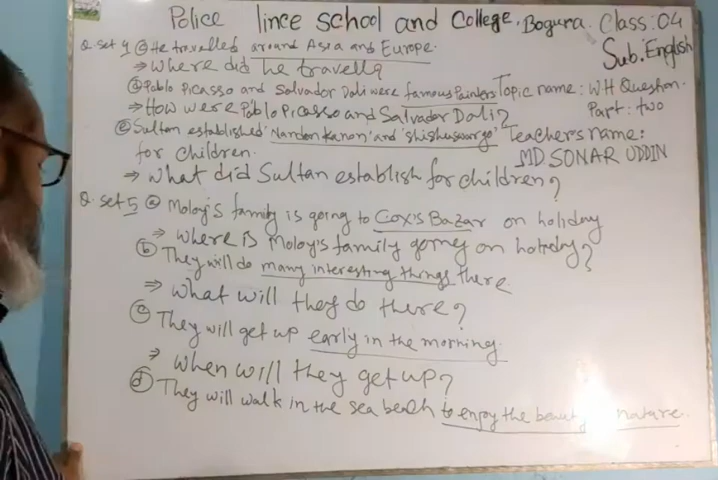 Police lince school and College, Bogura. Class: 04
Sub. English
Q. set 4 @ He travelled around Asia and Europe.
⇒ Where did he travell?
ⓓ Pablo Picasso and Salvador Dali were famous Painters
Topic name: WH Question.
Part: two
⇒ How were Pablo Picasso and Salvador Dali?
ⓔ Sultan established 'Nandan Kanon' and 'Shishusworgo'
for children.
Teacher's name:
MD SONAR UDDIN
⇒ What did Sultan establish for children?
Q. set 5 ⓐ Moloy's family is going to Cox's Bazar on holiday
⇒ Where is Moloy's family going on holiday?
ⓑ They will do many interesting things there.
⇒ What will they do there?
ⓒ They will get up early in the morning.
⇒ When will they get up?
ⓓ They will walk in the sea beach to enjoy the beauty nature.